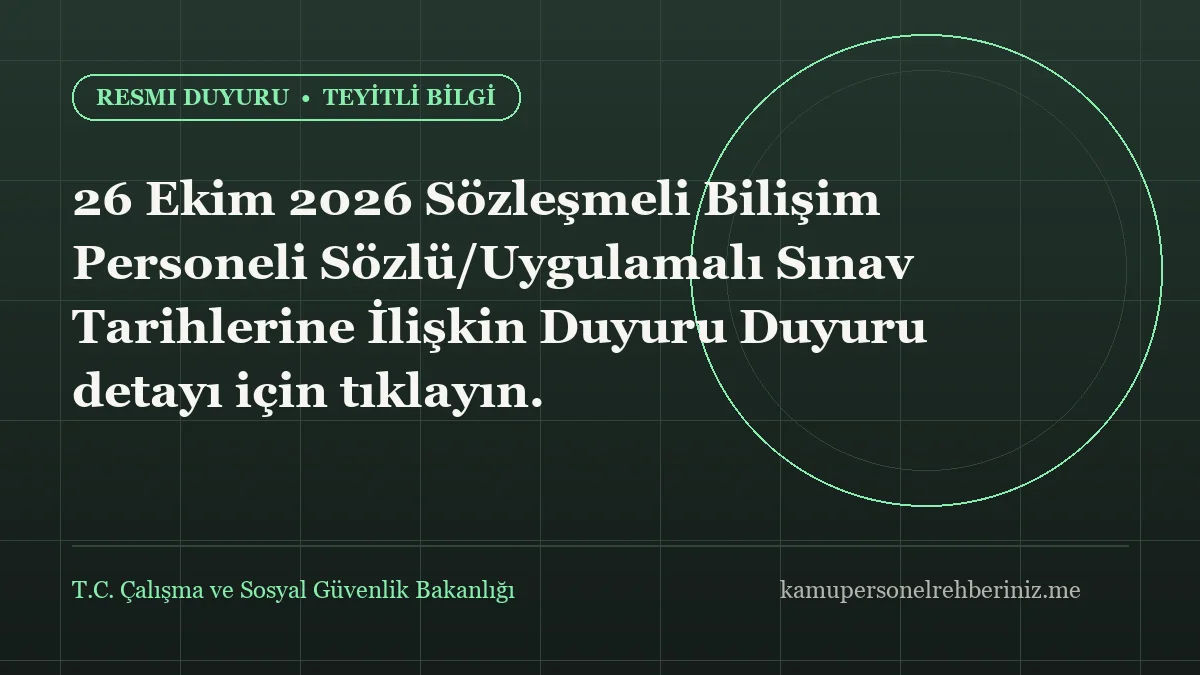 RESMI DUYURU • TEYİTLİ BİLGİ
26 Ekim 2026 Sözleşmeli Bilişim
Personeli Sözlü/Uygulamalı Sınav
Tarihlerine İlişkin Duyuru Duyuru
detayı için tıklayın.
T.C. Çalışma ve Sosyal Güvenlik Bakanlığı
kamupersonelrehberiniz.me